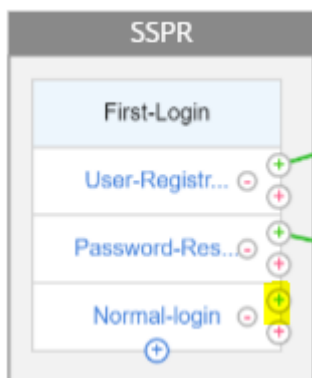 SSPR
First-Login
User-Registr...
Password-Res...
Normal-login